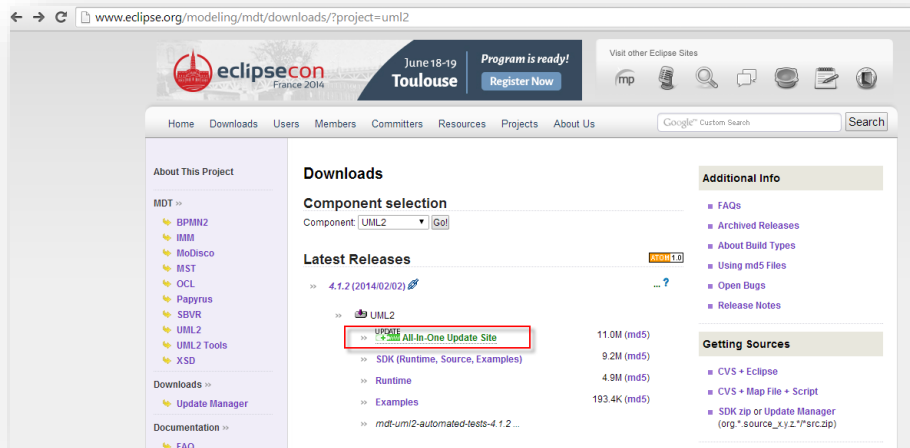 www.eclipse.org/modeling/mdt/downloads/?project=uml2
eclipsecon
France 2014
June 18-19
Toulouse
Program is ready!
Register Now
Visit other Eclipse Sites
mp
Home Downloads Users Members Committers Resources Projects About Us
Google™ Custom Search
Search
About This Project
MDT »
BPMN2
IMM
MoDisco
MST
OCL
Papyrus
SBVR
UML2
UML2 Tools
XSD
Downloads »
Update Manager
Documentation »
FAQ
Downloads
Component selection
Component: UML2 Go!
Latest Releases
ATOM 1.0
» 4.1.2 (2014/02/02) ... ?
» UML2
UPDATE
» All-In-One Update Site 11.0M (md5)
» SDK (Runtime, Source, Examples) 9.2M (md5)
» Runtime 4.9M (md5)
» Examples 193.4K (md5)
» mdt-uml2-automated-tests-4.1.2 ...
Additional Info
FAQs
Archived Releases
About Build Types
Using md5 Files
Open Bugs
Release Notes
Getting Sources
CVS + Eclipse
CVS + Map File + Script
SDK zip or Update Manager
(org.*.source_x.y.z.*/*src.zip)